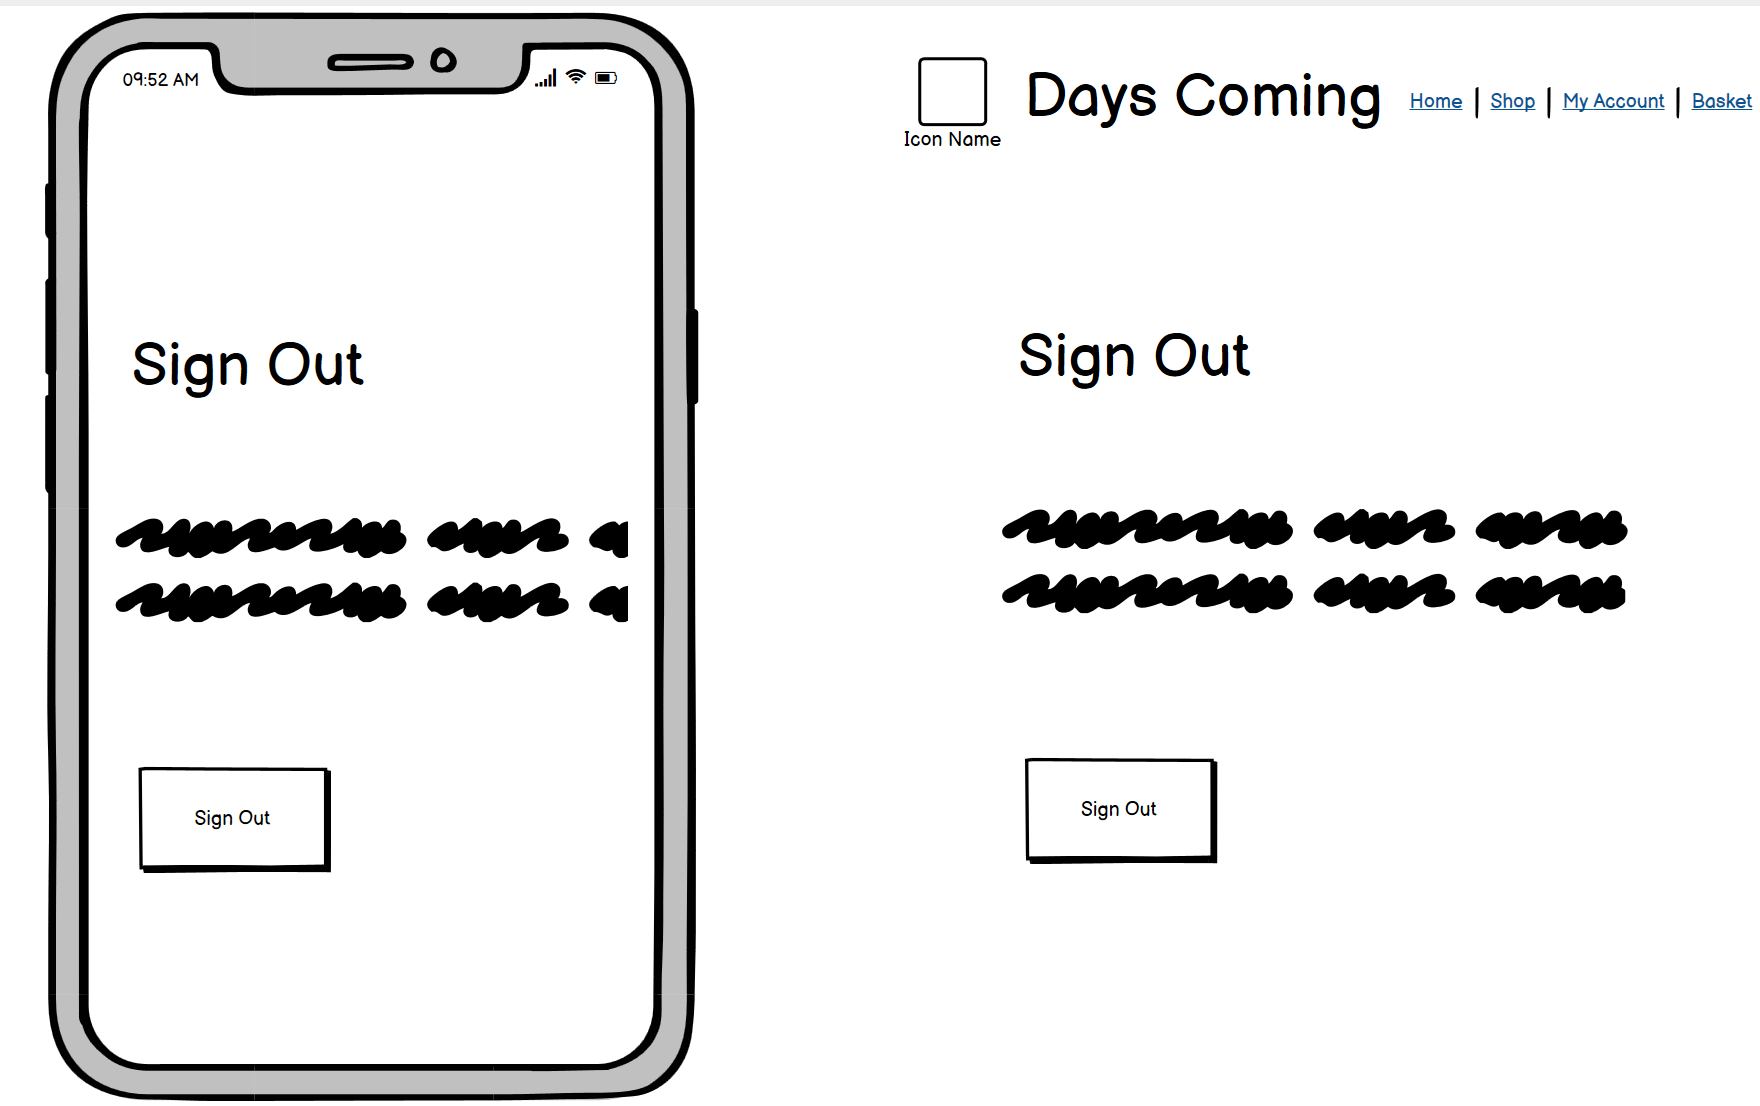 09:52 AM
Sign Out
Sign Out
Days Coming
Icon Name
Home | Shop | My Account | Basket
Sign Out
Sign Out